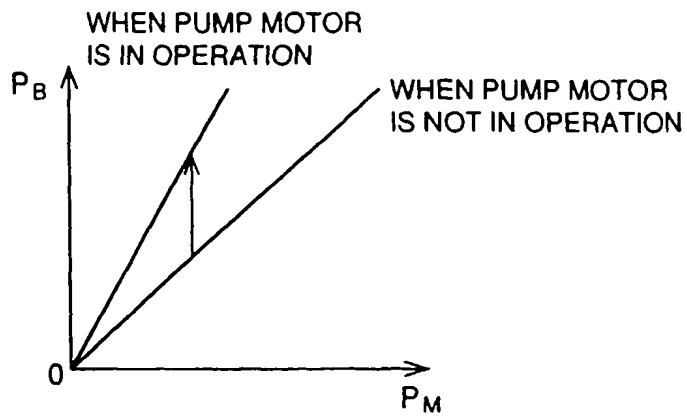 WHEN PUMP MOTOR
IS IN OPERATION
P_B
WHEN PUMP MOTOR
IS NOT IN OPERATION
0
P_M